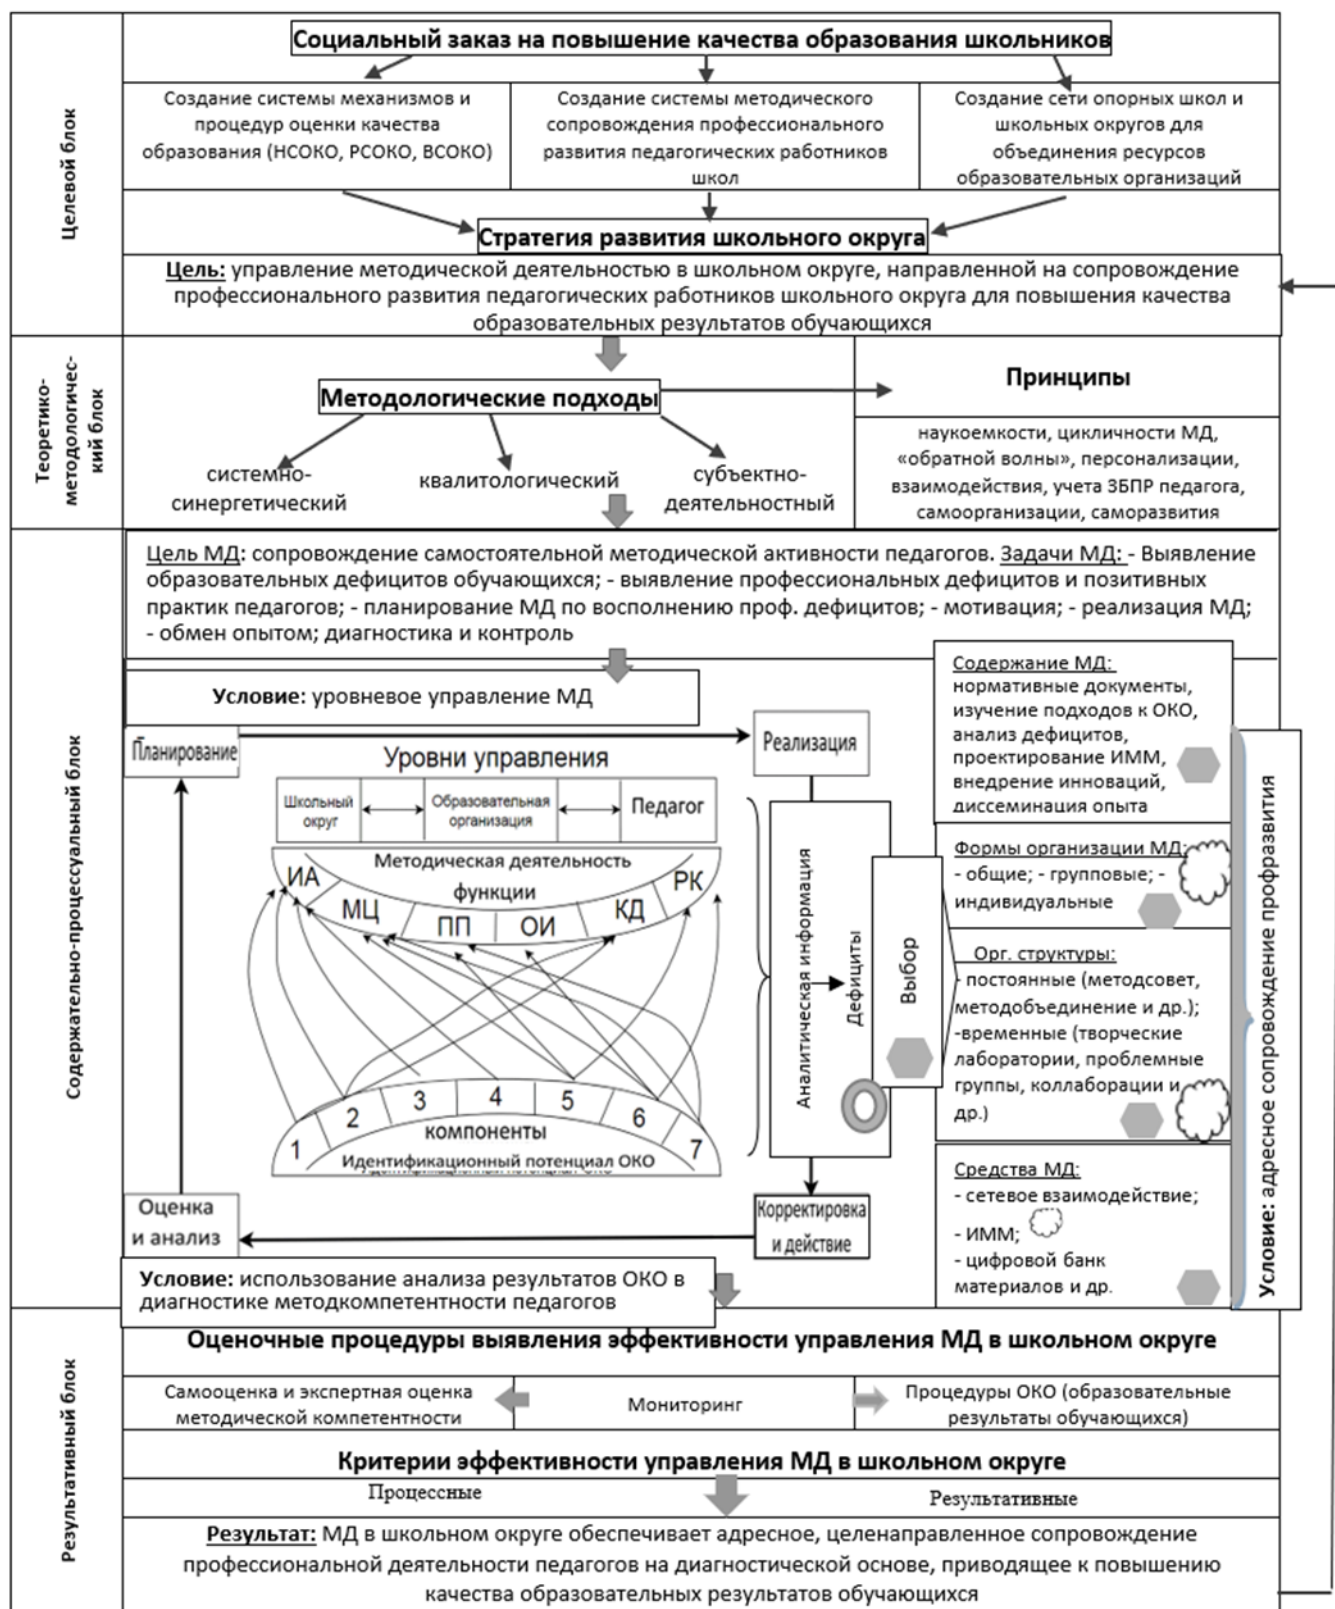 Целевой блок
Социальный заказ на повышение качества образования школьников
Создание системы механизмов и
процедур оценки качества
образования (НСОКО, РСОКО, ВСОКО)
Создание системы методического
сопровождения профессионального
развития педагогических работников
школ
Создание сети опорных школ и
школьных округов для
объединения ресурсов
образовательных организаций
Стратегия развития школьного округа
Цель: управление методической деятельностью в школьном округе, направленной на сопровождение
профессионального развития педагогических работников школьного округа для повышения качества
образовательных результатов обучающихся
Теоретико-
методологичес-
кий блок
Методологические подходы
системно-
синергетический
квалитологический
субъектно-
деятельностный
Принципы
наукоемкости, цикличности МД,
«обратной волны», персонализации,
взаимодействия, учета ЗБПР педагога,
самоорганизации, саморазвития
Содержательно-процессуальный блок
Цель МД: сопровождение самостоятельной методической активности педагогов. Задачи МД: - Выявление
образовательных дефицитов обучающихся; - выявление профессиональных дефицитов и позитивных
практик педагогов; - планирование МД по восполнению проф. дефицитов; - мотивация; - реализация МД;
- обмен опытом; диагностика и контроль
Условие: уровневое управление МД
Планирование
Реализация
Уровни управления
Школьный
округ
Образовательная
организация
Педагог
Методическая деятельность
функции
ИА
МЦ
ПП
ОИ
КД
РК
1
2
3
4
5
6
7
компоненты
Идентификационный потенциал ОКО
Аналитическая информация
Дефициты
Выбор
Оценка
и анализ
Корректировка
и действие
Содержание МД:
нормативные документы,
изучение подходов к ОКО,
анализ дефицитов,
проектирование ИММ,
внедрение инноваций,
диссеминация опыта
Формы организации МД:
- общие; - групповые; -
индивидуальные
Орг. структуры:
- постоянные (методсовет,
методобъединение и др.);
-временные (творческие
лаборатории, проблемные
группы, коллаборации и
др.)
Средства МД:
- сетевое взаимодействие;
- ИММ;
- цифровой банк
материалов и др.
Условие: адресное сопровождение профразвития
Условие: использование анализа результатов ОКО в
диагностике методкомпетентности педагогов
Результативный блок
Оценочные процедуры выявления эффективности управления МД в школьном округе
Самооценка и экспертная оценка
методической компетентности
Мониторинг
Процедуры ОКО (образовательные
результаты обучающихся)
Критерии эффективности управления МД в школьном округе
Процессные
Результативные
Результат: МД в школьном округе обеспечивает адресное, целенаправленное сопровождение
профессиональной деятельности педагогов на диагностической основе, приводящее к повышению
качества образовательных результатов обучающихся